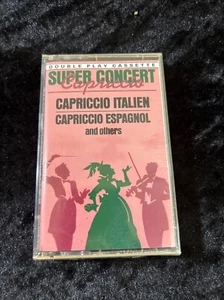 DOUBLE PLAY CASSETTE
SUPER CONCERT
Capriccio
CAPRICCIO ITALIEN
CAPRICCIO ESPAGNOL
and others